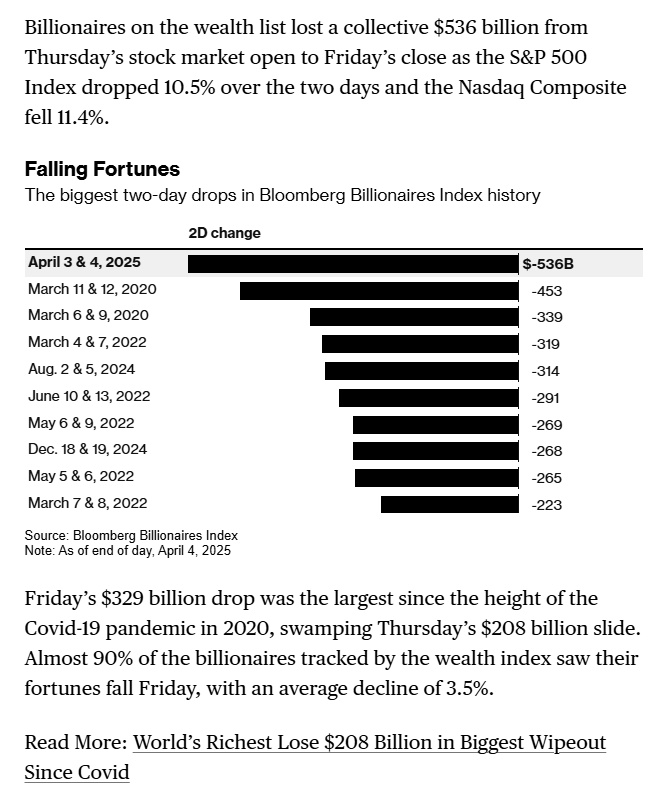 Billionaires on the wealth list lost a collective $536 billion from
Thursday’s stock market open to Friday’s close as the S&P 500
Index dropped 10.5% over the two days and the Nasdaq Composite
fell 11.4%.
Falling Fortunes
The biggest two-day drops in Bloomberg Billionaires Index history
2D change
April 3 & 4, 2025 $-536B
March 11 & 12, 2020 -453
March 6 & 9, 2020 -339
March 4 & 7, 2022 -319
Aug. 2 & 5, 2024 -314
June 10 & 13, 2022 -291
May 6 & 9, 2022 -269
Dec. 18 & 19, 2024 -268
May 5 & 6, 2022 -265
March 7 & 8, 2022 -223
Source: Bloomberg Billionaires Index
Note: As of end of day, April 4, 2025
Friday’s $329 billion drop was the largest since the height of the
Covid-19 pandemic in 2020, swamping Thursday’s $208 billion slide.
Almost 90% of the billionaires tracked by the wealth index saw their
fortunes fall Friday, with an average decline of 3.5%.
Read More: World’s Richest Lose $208 Billion in Biggest Wipeout
Since Covid